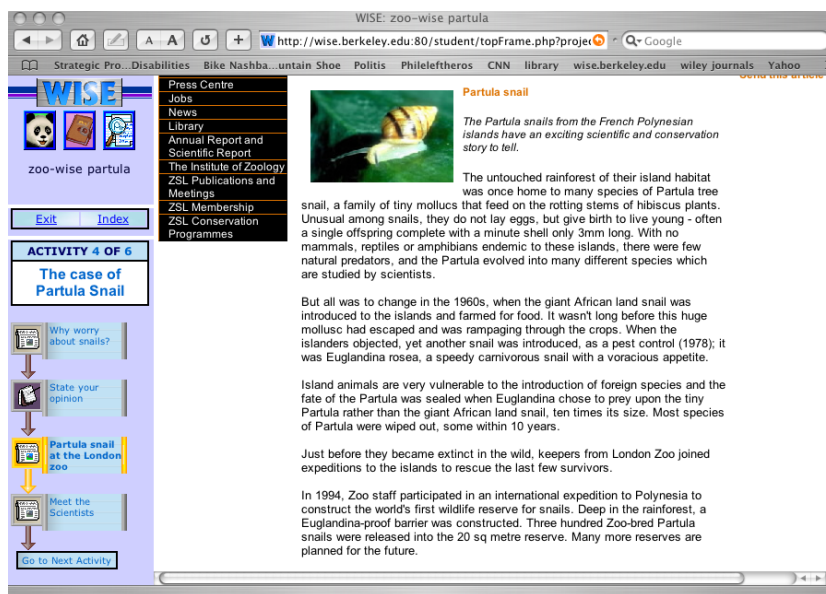 WISE: zoo-wise partula
A A
http://wise.berkeley.edu:80/student/topFrame.php?projec
Google
Strategic Pro...Disabilities Bike Nashba...untain Shoe Politis Phileleftheros CNN library wise.berkeley.edu wiley journals Yahoo
Send this article
WISE
zoo-wise partula
Exit Index
ACTIVITY 4 OF 6
The case of
Partula Snail
Why worry
about snails?
State your
opinion
Partula snail
at the London
zoo
Meet the
Scientists
Go to Next Activity
Press Centre
Jobs
News
Library
Annual Report and
Scientific Report
The Institute of Zoology
ZSL Publications and
Meetings
ZSL Membership
ZSL Conservation
Programmes
Partula snail
The Partula snails from the French Polynesian
islands have an exciting scientific and conservation
story to tell.
The untouched rainforest of their island habitat
was once home to many species of Partula tree
snail, a family of tiny mollucs that feed on the rotting stems of hibiscus plants.
Unusual among snails, they do not lay eggs, but give birth to live young - often
a single offspring complete with a minute shell only 3mm long. With no
mammals, reptiles or amphibians endemic to these islands, there were few
natural predators, and the Partula evolved into many different species which
are studied by scientists.
But all was to change in the 1960s, when the giant African land snail was
introduced to the islands and farmed for food. It wasn't long before this huge
mollusc had escaped and was rampaging through the crops. When the
islanders objected, yet another snail was introduced, as a pest control (1978); it
was Euglandina rosea, a speedy carnivorous snail with a voracious appetite.
Island animals are very vulnerable to the introduction of foreign species and the
fate of the Partula was sealed when Euglandina chose to prey upon the tiny
Partula rather than the giant African land snail, ten times its size. Most species
of Partula were wiped out, some within 10 years.
Just before they became extinct in the wild, keepers from London Zoo joined
expeditions to the islands to rescue the last few survivors.
In 1994, Zoo staff participated in an international expedition to Polynesia to
construct the world's first wildlife reserve for snails. Deep in the rainforest, a
Euglandina-proof barrier was constructed. Three hundred Zoo-bred Partula
snails were released into the 20 sq metre reserve. Many more reserves are
planned for the future.